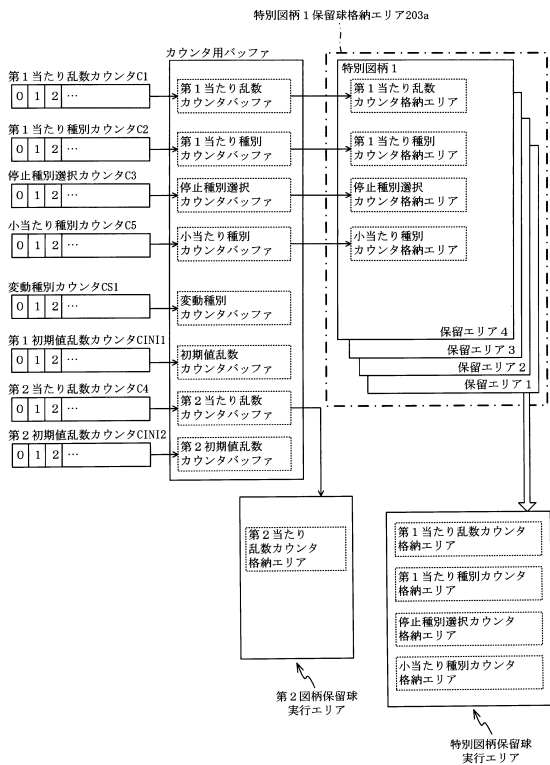 特別図柄1保留球格納エリア203a
カウンタ用バッファ
特別図柄1
第1当たり乱数カウンタC1
0 1 2 …
第1当たり乱数
カウンタバッファ
第1当たり乱数
カウンタ格納エリア
第1当たり種別カウンタC2
0 1 2 …
第1当たり種別
カウンタバッファ
第1当たり種別
カウンタ格納エリア
停止種別選択カウンタC3
0 1 2 …
停止種別選択
カウンタバッファ
停止種別選択
カウンタ格納エリア
小当たり種別カウンタC5
0 1 2 …
小当たり種別
カウンタバッファ
小当たり種別
カウンタ格納エリア
変動種別カウンタCS1
0 1 2 …
変動種別
カウンタバッファ
保留エリア4
保留エリア3
保留エリア2
保留エリア1
第1初期値乱数カウンタCINI1
0 1 2 …
初期値乱数
カウンタバッファ
第2当たり乱数カウンタC4
0 1 2 …
第2当たり乱数
カウンタバッファ
第2初期値乱数カウンタCINI2
0 1 2 …
第2初期値乱数
カウンタバッファ
第2当たり
乱数カウンタ
格納エリア
第2図柄保留球
実行エリア
第1当たり乱数カウンタ
格納エリア
第1当たり種別カウンタ
格納エリア
停止種別選択カウンタ
格納エリア
小当たり種別カウンタ
格納エリア
特別図柄保留球
実行エリア